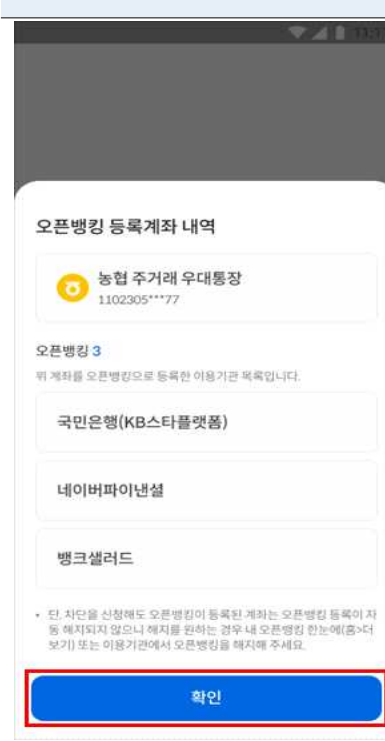 오픈뱅킹 등록계좌 내역
농협 주거래 우대통장
1102305***77
오픈뱅킹 3
위 계좌를 오픈뱅킹으로 등록한 이용기관 목록입니다.
국민은행(KB스타플랫폼)
네이버파이낸셜
뱅크샐러드
• 단, 차단을 신청해도 오픈뱅킹이 등록된 계좌는 오픈뱅킹 등록이 자
동 해지되지 않으니 해지를 원하는 경우 내 오픈뱅킹 한눈에(홈>더
보기) 또는 이용기관에서 오픈뱅킹을 해지해 주세요.
확인